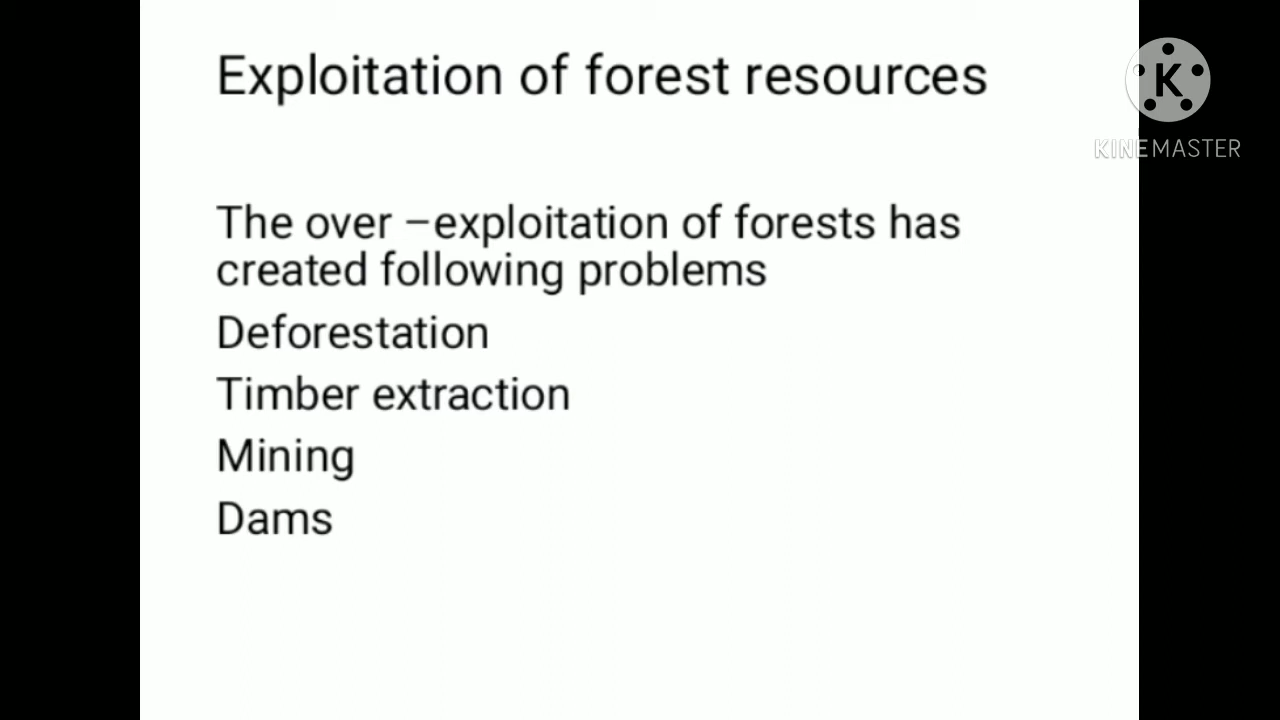 Exploitation of forest resources
K
KINEMASTER
The over –exploitation of forests has
created following problems
Deforestation
Timber extraction
Mining
Dams